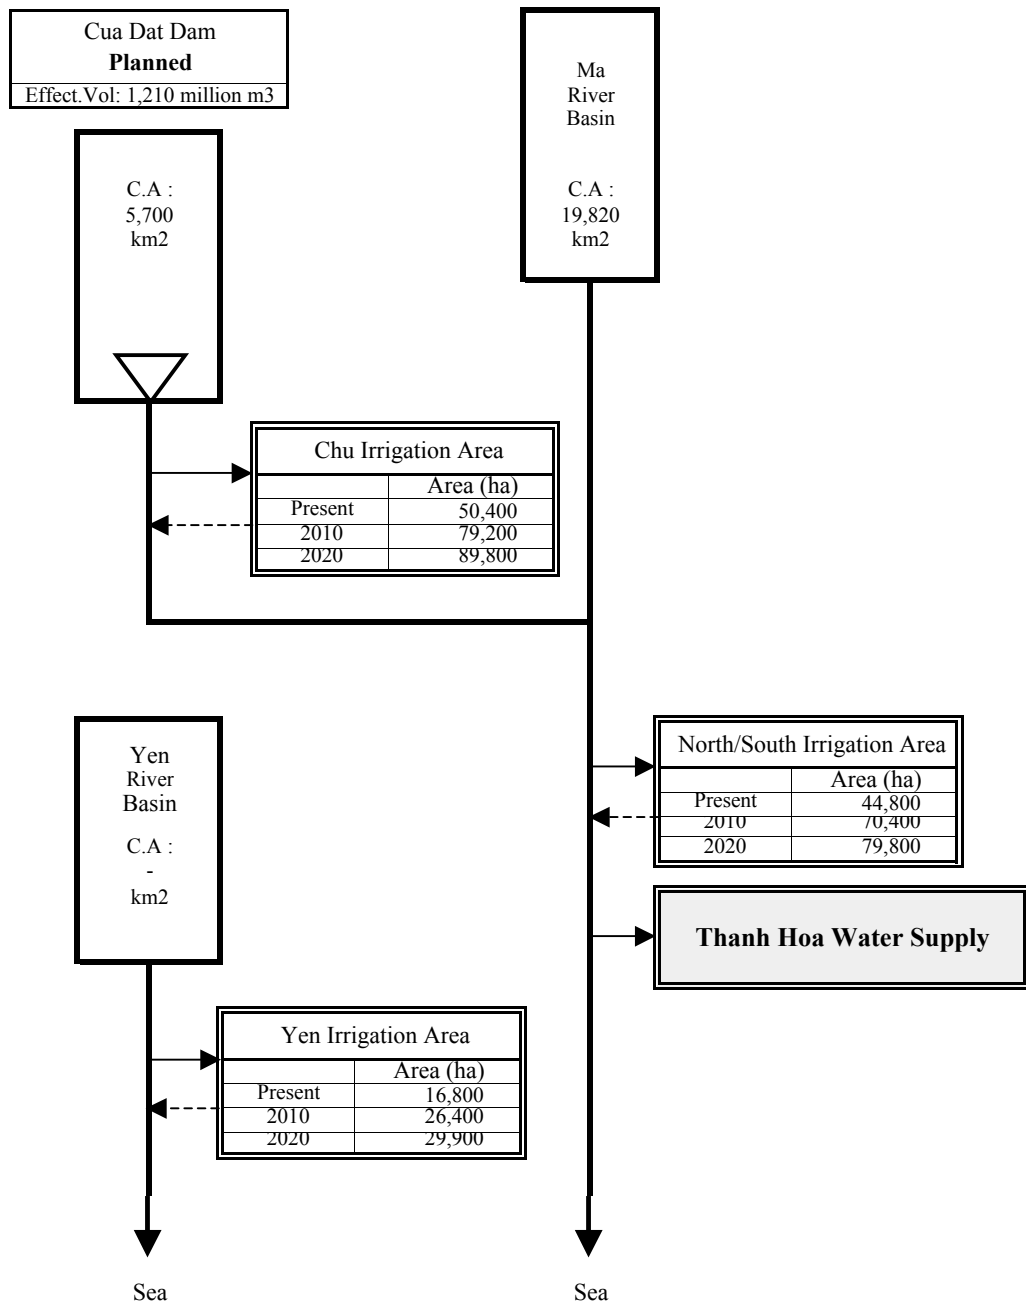 Cua Dat Dam
Planned
Effect.Vol: 1,210 million m3
C.A :
5,700
km2
Ma
River
Basin
C.A :
19,820
km2
Chu Irrigation Area
Area (ha)
Present 50,400
2010 79,200
2020 89,800
Yen
River
Basin
C.A :
-
km2
North/South Irrigation Area
Area (ha)
Present 44,800
2010 70,400
2020 79,800
Thanh Hoa Water Supply
Yen Irrigation Area
Area (ha)
Present 16,800
2010 26,400
2020 29,900
Sea
Sea